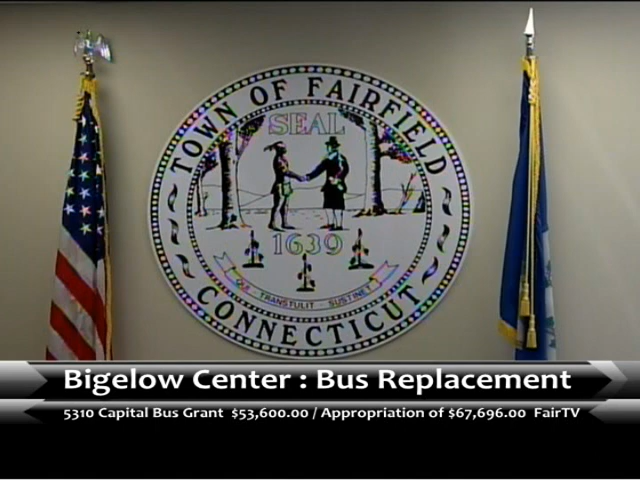 TOWN OF FAIRFIELD
SEAL
1639
QUI · TRANSTULIT · SUSTINET
CONNECTICUT
Bigelow Center : Bus Replacement
5310 Capital Bus Grant $53,600.00 / Appropriation of $67,696.00 FairTV